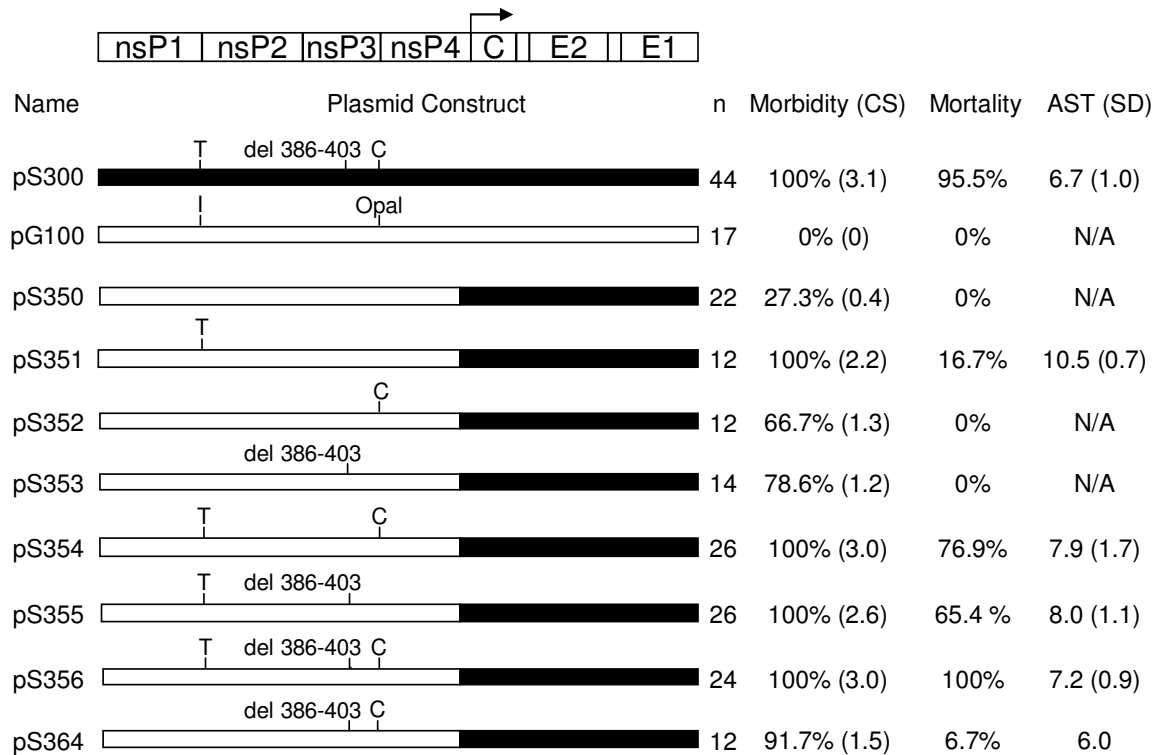 nsP1 nsP2 nsP3 nsP4 C E2 E1
Name Plasmid Construct n Morbidity (CS) Mortality AST (SD)
T del 386-403 C
pS300 44 100% (3.1) 95.5% 6.7 (1.0)
I Opal
pG100 17 0% (0) 0% N/A
pS350 22 27.3% (0.4) 0% N/A
T
pS351 12 100% (2.2) 16.7% 10.5 (0.7)
C
pS352 12 66.7% (1.3) 0% N/A
del 386-403
pS353 14 78.6% (1.2) 0% N/A
T C
pS354 26 100% (3.0) 76.9% 7.9 (1.7)
T del 386-403
pS355 26 100% (2.6) 65.4 % 8.0 (1.1)
T del 386-403 C
pS356 24 100% (3.0) 100% 7.2 (0.9)
del 386-403 C
pS364 12 91.7% (1.5) 6.7% 6.0